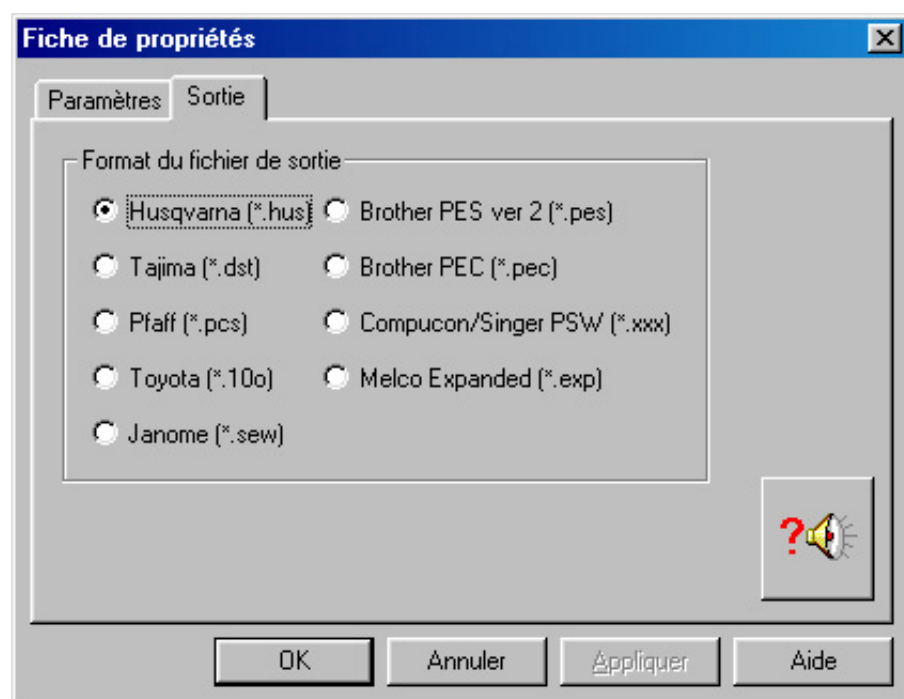 Fiche de propriétés
Paramètres
Sortie
Format du fichier de sortie
Husqvarna (*.hus)
Brother PES ver 2 (*.pes)
Tajima (*.dst)
Brother PEC (*.pec)
Pfaff (*.pcs)
Compucon/Singer PSW (*.xxx)
Toyota (*.10o)
Melco Expanded (*.exp)
Janome (*.sew)
?
OK
Annuler
Appliquer
Aide